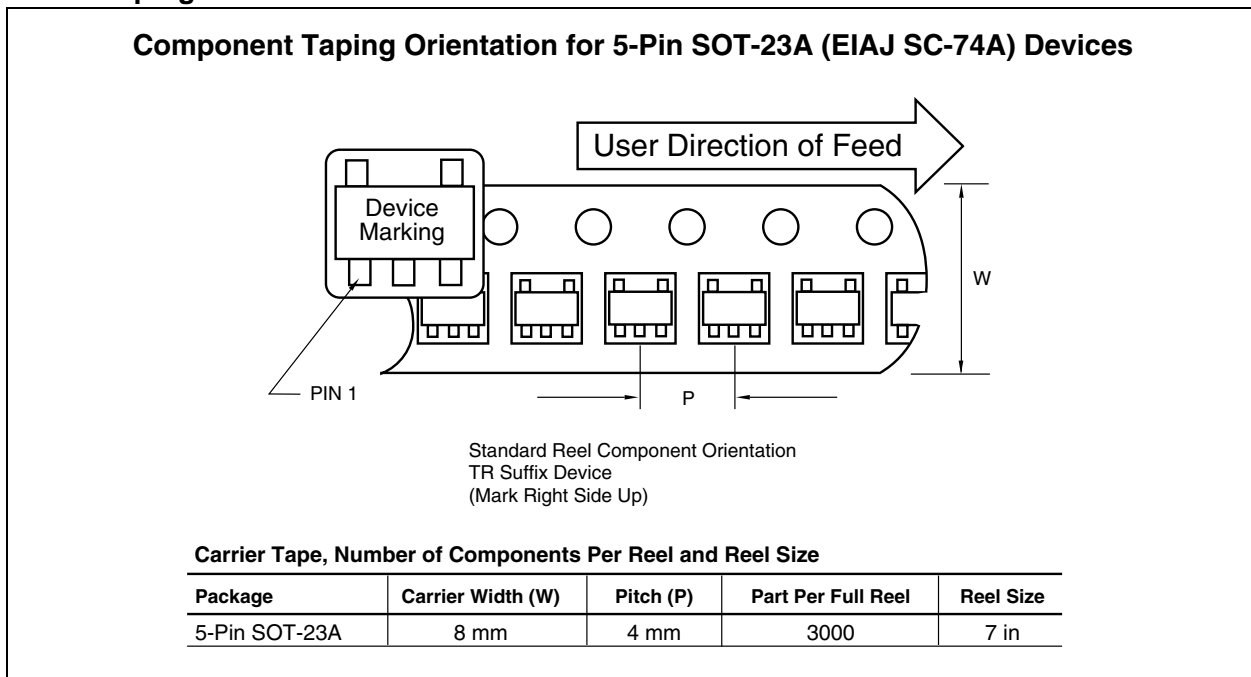 Component Taping Orientation for 5-Pin SOT-23A (EIAJ SC-74A) Devices
User Direction of Feed
Device
Marking
W
PIN 1
P
Standard Reel Component Orientation
TR Suffix Device
(Mark Right Side Up)
Carrier Tape, Number of Components Per Reel and Reel Size
Package Carrier Width (W) Pitch (P) Part Per Full Reel Reel Size
5-Pin SOT-23A 8 mm 4 mm 3000 7 in